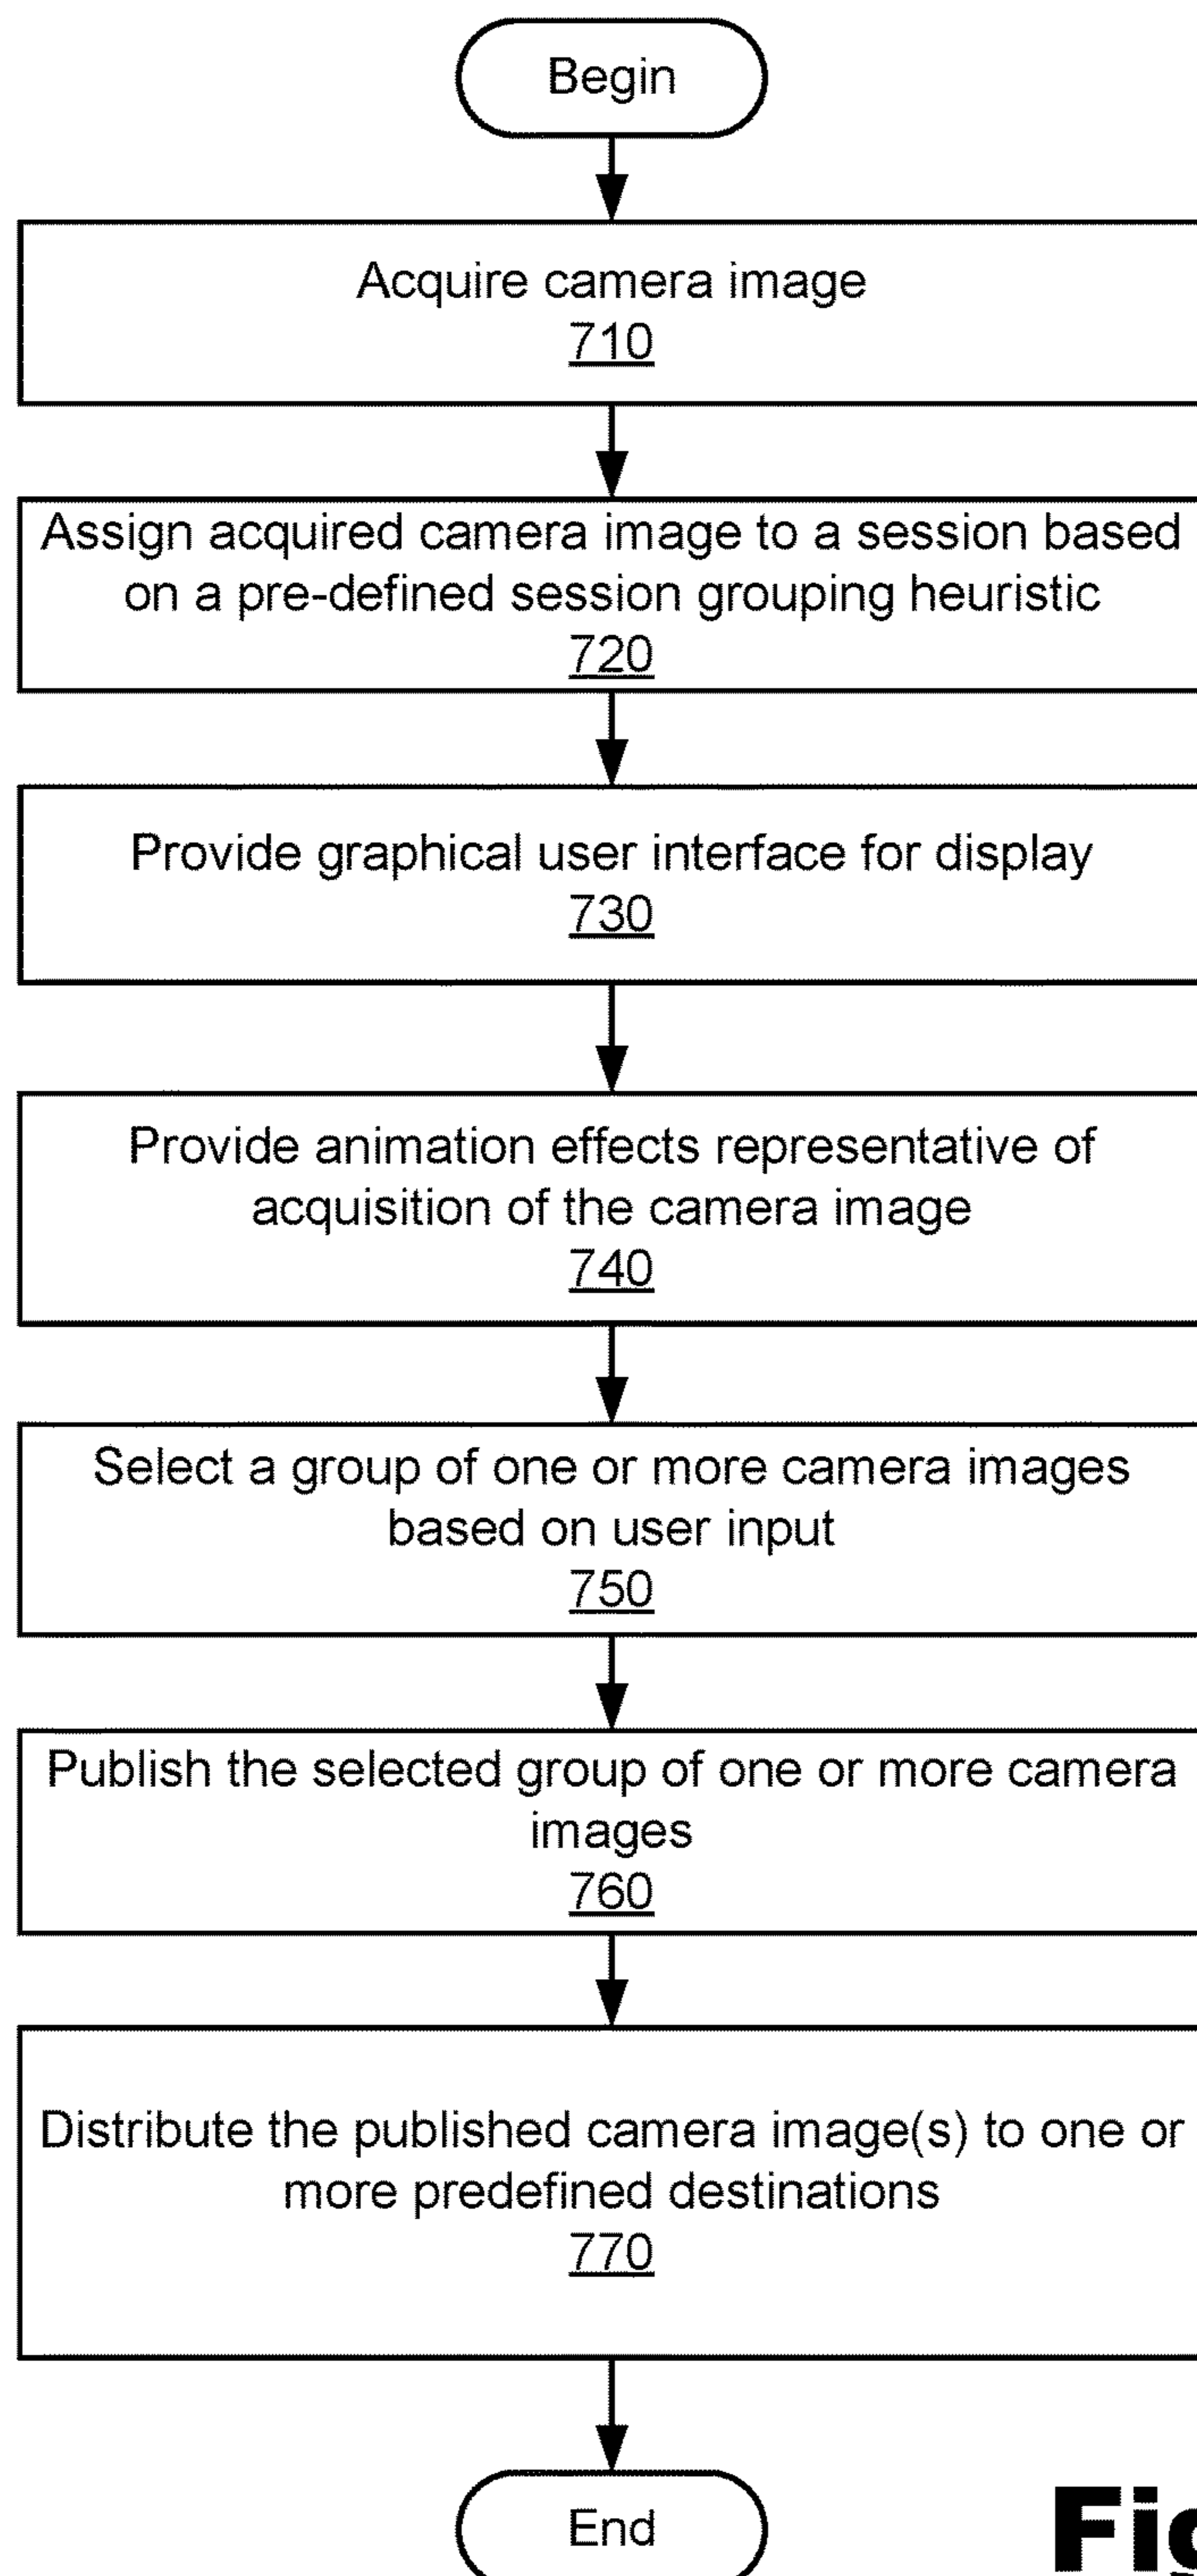 Begin
Acquire camera image
710
Assign acquired camera image to a session based
on a pre-defined session grouping heuristic
720
Provide graphical user interface for display
730
Provide animation effects representative of
acquisition of the camera image
740
Select a group of one or more camera images
based on user input
750
Publish the selected group of one or more camera
images
760
Distribute the published camera image(s) to one or
more predefined destinations
770
End